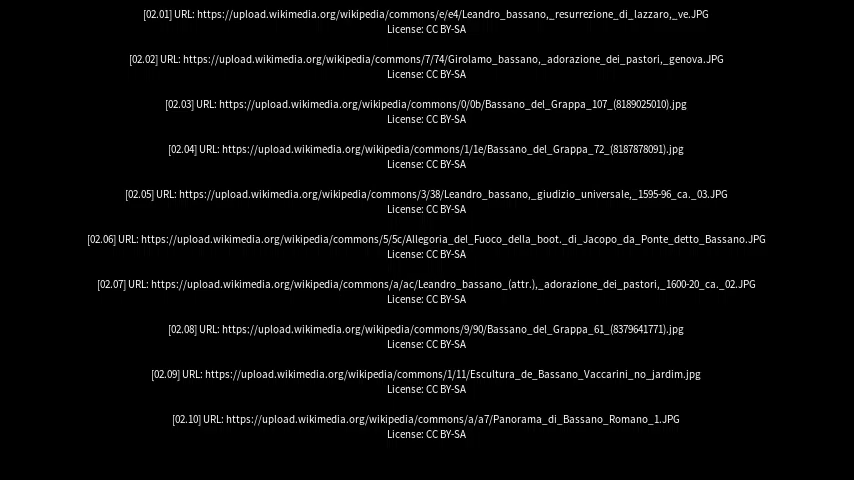 [02.01] URL: https://upload.wikimedia.org/wikipedia/commons/e/e4/Leandro_bassano,_resurrezione_di_lazzaro,_ve.JPG
License: CC BY-SA
[02.02] URL: https://upload.wikimedia.org/wikipedia/commons/7/74/Girolamo_bassano,_adorazione_dei_pastori,_genova.JPG
License: CC BY-SA
[02.03] URL: https://upload.wikimedia.org/wikipedia/commons/0/0b/Bassano_del_Grappa_107_(8189025010).jpg
License: CC BY-SA
[02.04] URL: https://upload.wikimedia.org/wikipedia/commons/1/1e/Bassano_del_Grappa_72_(8187878091).jpg
License: CC BY-SA
[02.05] URL: https://upload.wikimedia.org/wikipedia/commons/3/38/Leandro_bassano,_giudizio_universale,_1595-96_ca._03.JPG
License: CC BY-SA
[02.06] URL: https://upload.wikimedia.org/wikipedia/commons/5/5c/Allegoria_del_Fuoco_della_boot._di_Jacopo_da_Ponte_detto_Bassano.JPG
License: CC BY-SA
[02.07] URL: https://upload.wikimedia.org/wikipedia/commons/a/ac/Leandro_bassano_(attr.),_adorazione_dei_pastori,_1600-20_ca._02.JPG
License: CC BY-SA
[02.08] URL: https://upload.wikimedia.org/wikipedia/commons/9/90/Bassano_del_Grappa_61_(8379641771).jpg
License: CC BY-SA
[02.09] URL: https://upload.wikimedia.org/wikipedia/commons/1/11/Escultura_de_Bassano_Vaccarini_no_jardim.jpg
License: CC BY-SA
[02.10] URL: https://upload.wikimedia.org/wikipedia/commons/a/a7/Panorama_di_Bassano_Romano_1.JPG
License: CC BY-SA